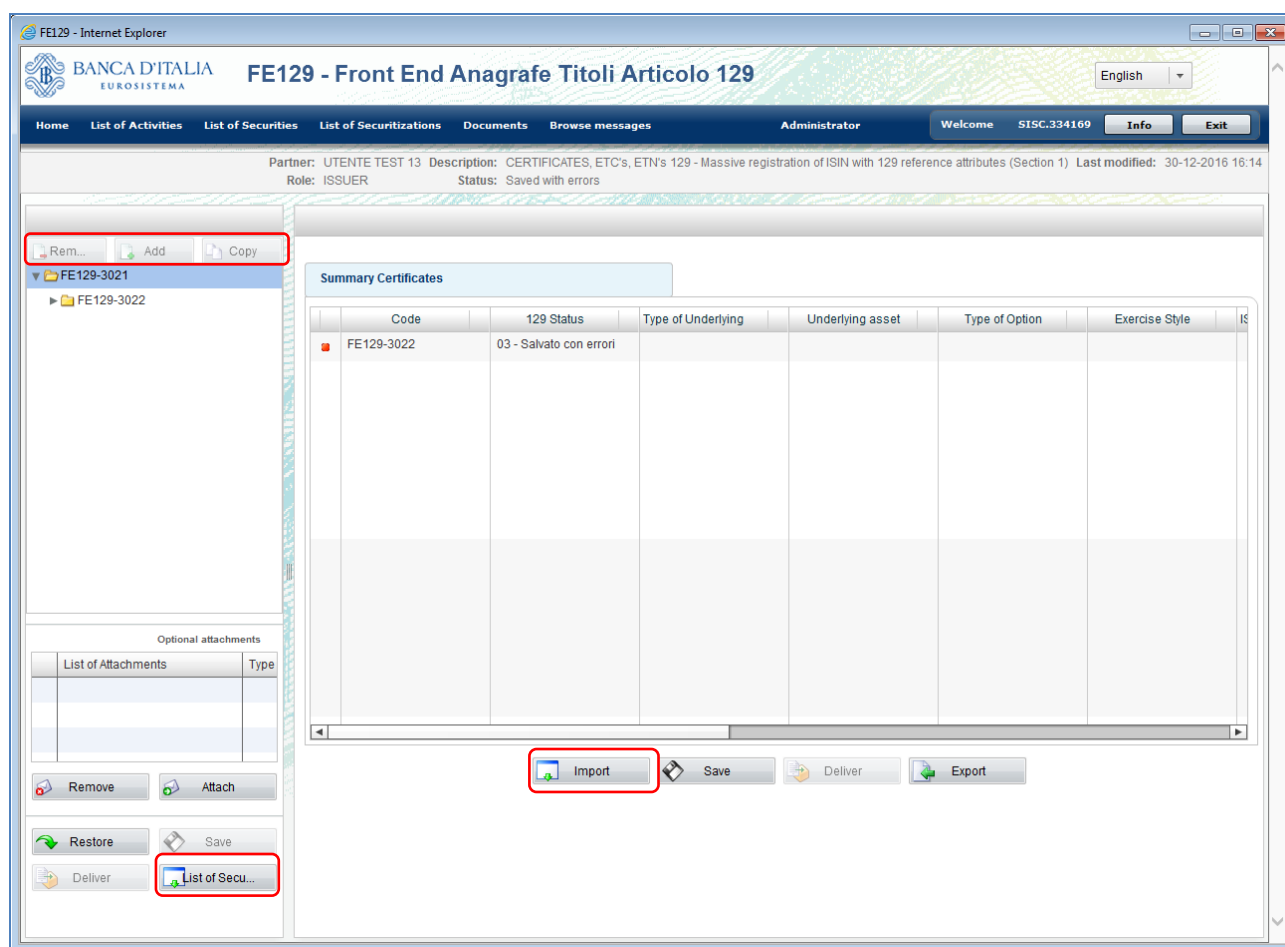 FE129 - Internet Explorer
BANCA D'ITALIA
EUROSISTEMA
FE129 - Front End Anagrafe Titoli Articolo 129
English
Home List of Activities List of Securities List of Securitizations Documents Browse messages Administrator Welcome SISC.334169 Info Exit
Partner: UTENTE TEST 13 Description: CERTIFICATES, ETC's, ETN's 129 - Massive registration of ISIN with 129 reference attributes (Section 1) Last modified: 30-12-2016 16:14
Role: ISSUER Status: Saved with errors
Rem... Add Copy
FE129-3021
FE129-3022
Summary Certificates
Code 129 Status Type of Underlying Underlying asset Type of Option Exercise Style IS
FE129-3022 03 - Salvato con errori
Optional attachments
List of Attachments Type
Import Save Deliver Export
Remove Attach
Restore Save
Deliver List of Secu...